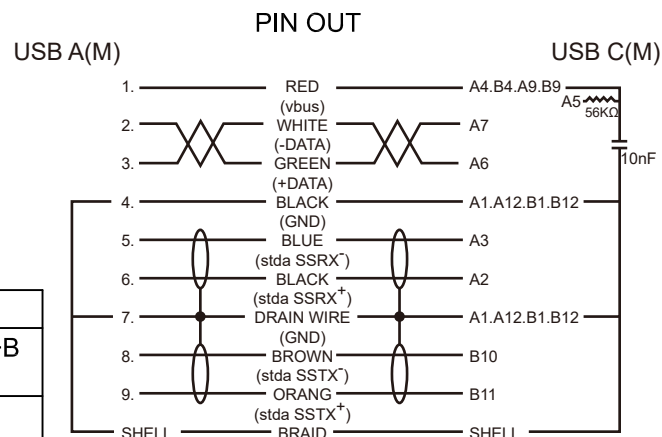 PIN OUT
USB A(M) USB C(M)
1. RED A4.B4.A9.B9
(vbus) A5 56KΩ
2. WHITE A7
(-DATA)
3. GREEN A6 10nF
(+DATA)
4. BLACK A1.A12.B1.B12
(GND)
5. BLUE A3
(stda SSRX-)
6. BLACK A2
(stda SSRX+)
7. DRAIN WIRE A1.A12.B1.B12
(GND)
B
8. BROWN B10
(stda SSTX-)
9. ORANG B11
(stda SSTX+)
SHELL BRAID SHELL